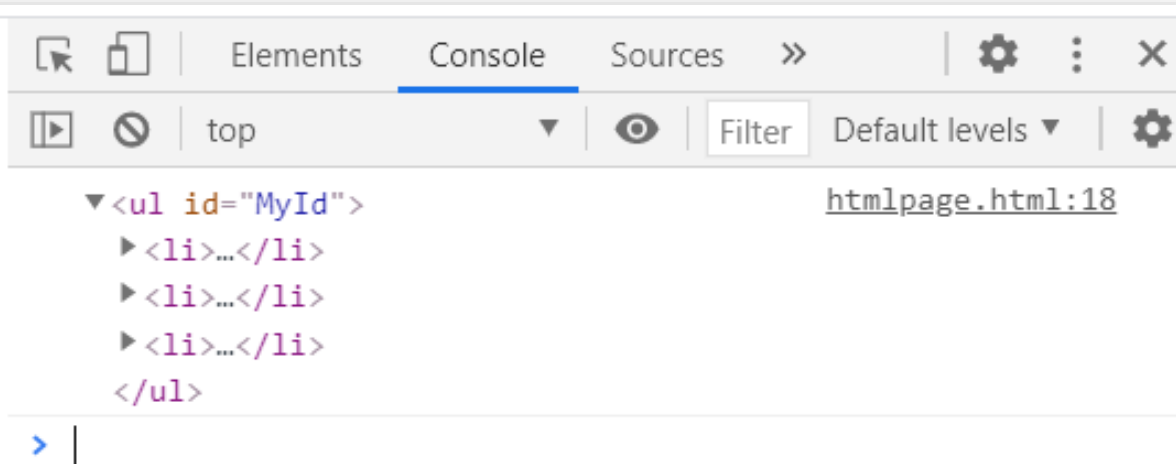 Elements Console Sources »
top ▼ Filter Default levels ▼
▼<ul id="MyId"> htmlpage.html:18
▶<li>…</li>
▶<li>…</li>
▶<li>…</li>
</ul>
>